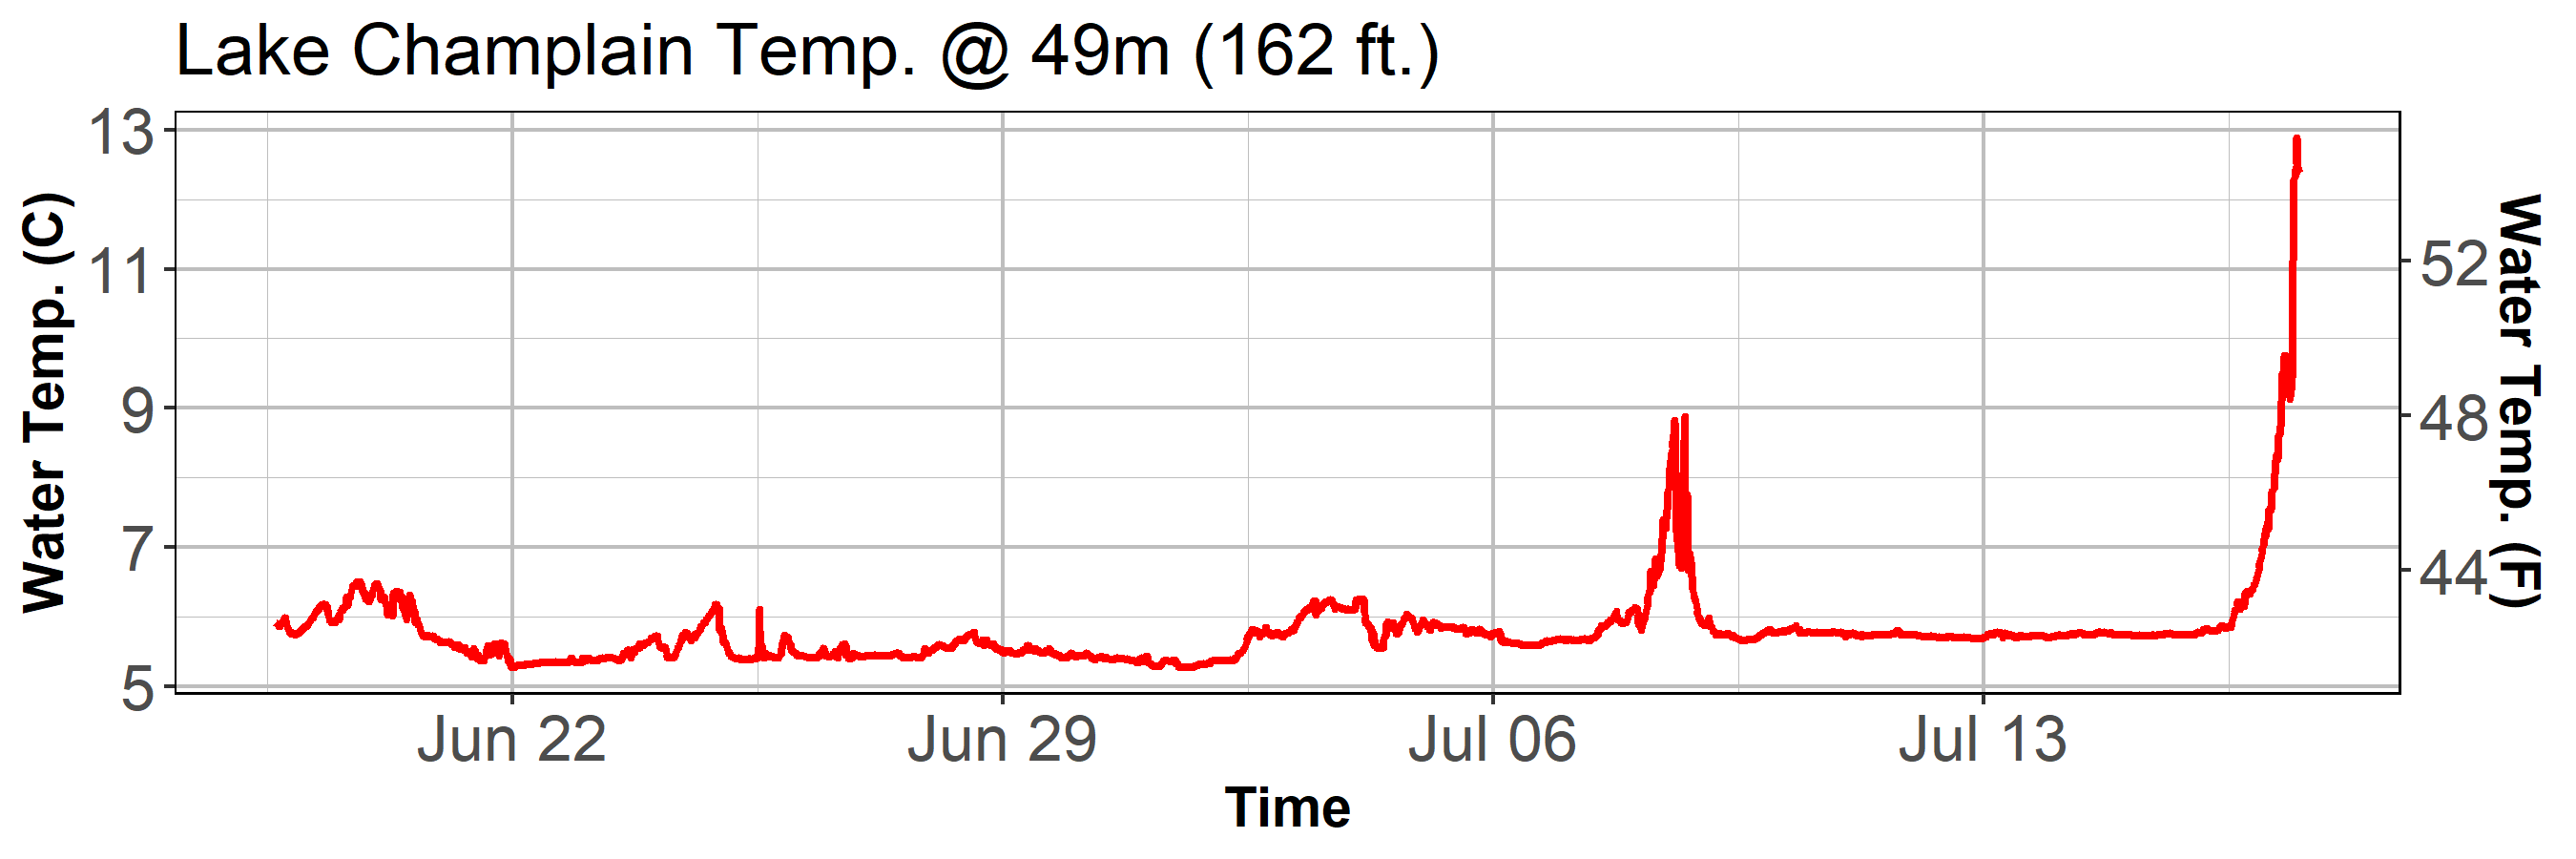 Lake Champlain Temp. @ 49m (162 ft.)
Water Temp. (C)
13
11
9
7
5
52
48
44
Water Temp. (F)
Jun 22 Jun 29 Jul 06 Jul 13
Time